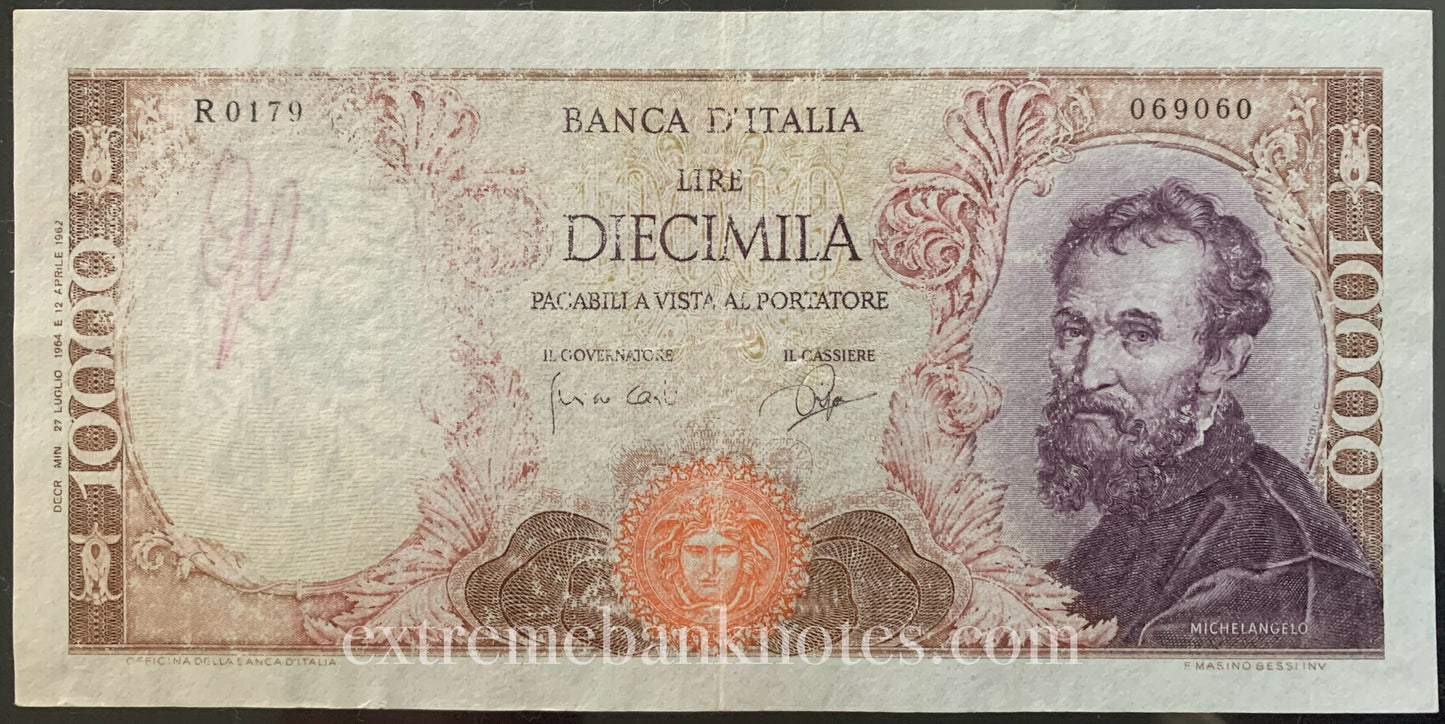 R 0179
069060
BANCA D'ITALIA
LIRE
DIECIMILA
PAGABILI A VISTA AL PORTATORE
IL GOVERNATORE
IL CASSIERE
10000
10000
DECR. MIN. 27 LUGLIO 1964 E 12 APRILE 1962
MICHELANGELO
OFFICINA DELLA BANCA D'ITALIA
F. MASINO BESSI INV.
extremebanknotes.com